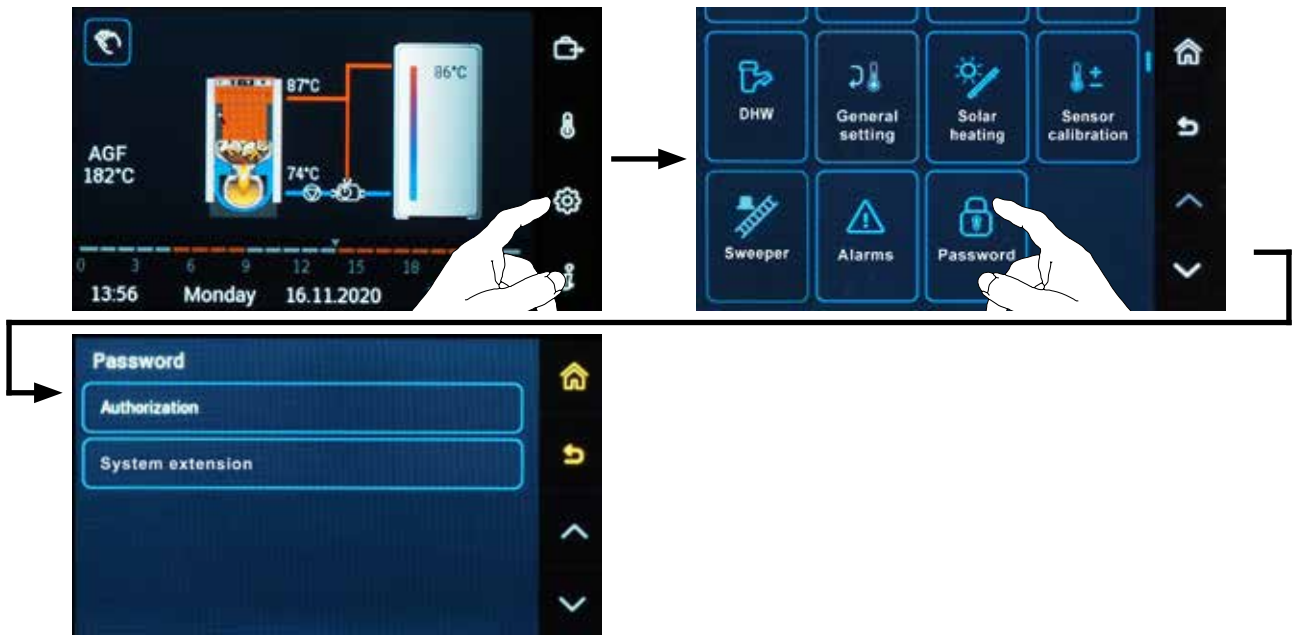 87°C
86°C
AGF
182°C
74°C
0 3 6 9 12 15 18
13:56 Monday 16.11.2020
DHW
General
setting
Solar
heating
Sensor
calibration
Sweeper
Alarms
Password
Password
Authorization
System extension